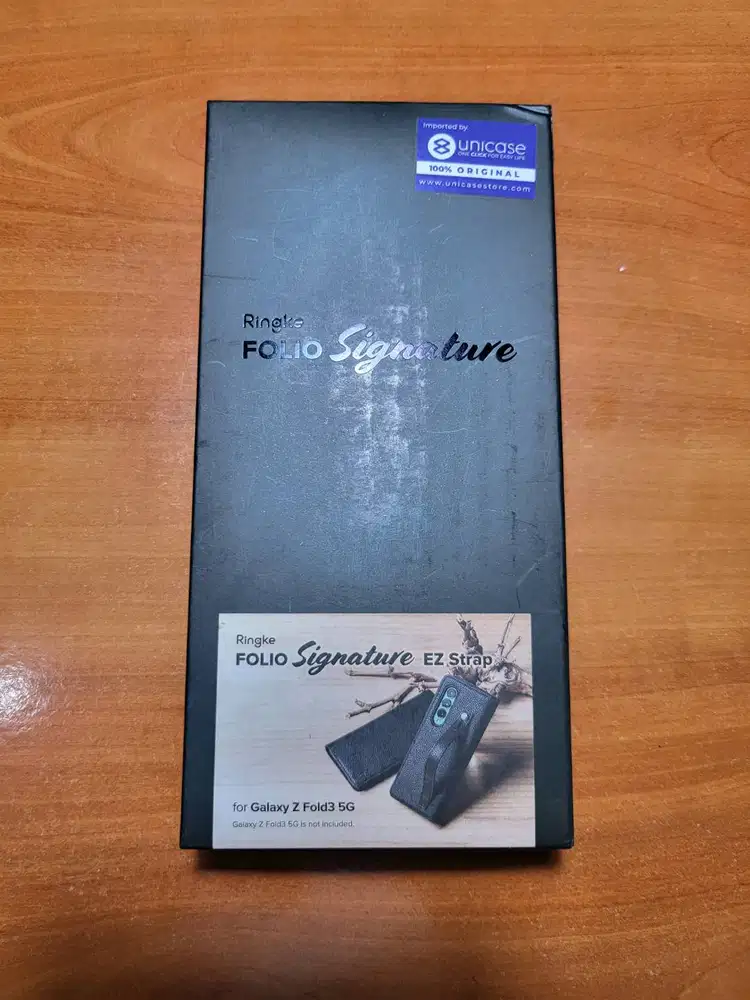 Imported by
unicase
ONE CLICK FOR EASY LIFE
100% ORIGINAL
www.unicasestore.com
Ringke
FOLIO Signature
Ringke
FOLIO Signature EZ Strap
for Galaxy Z Fold3 5G
Galaxy Z Fold3 5G is not included.